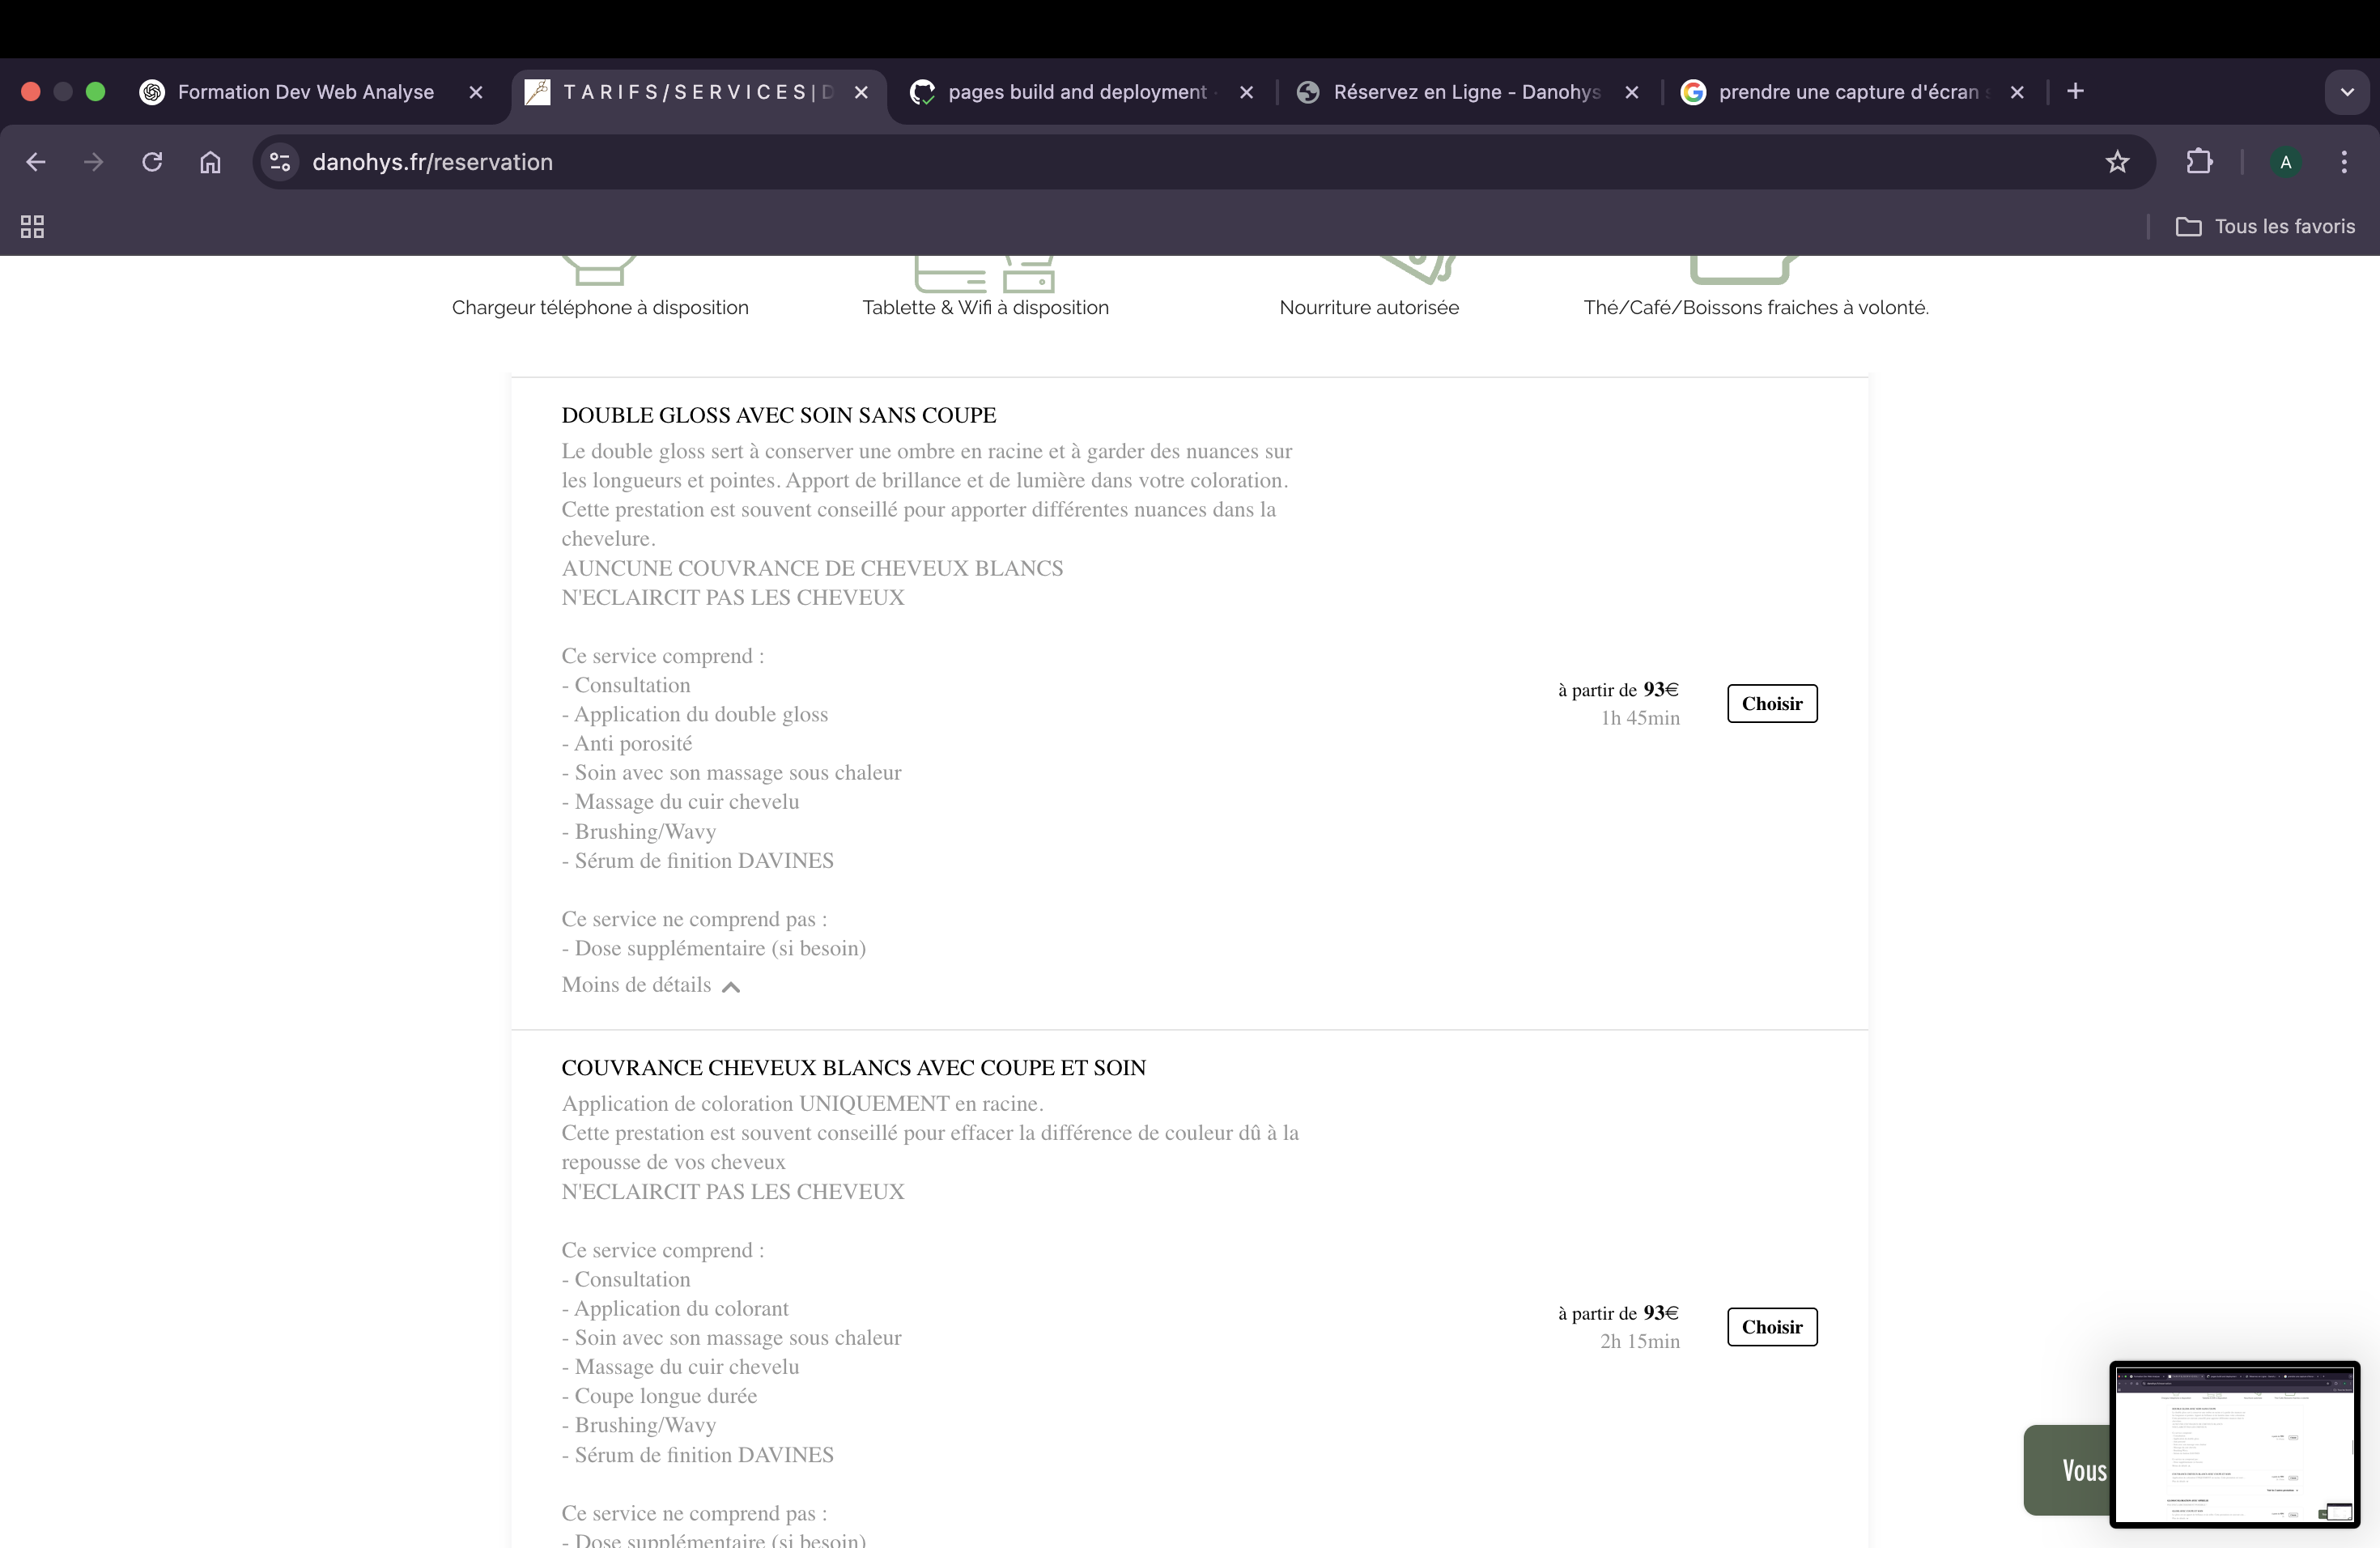 Formation Dev Web Analyse
TARIFS/SERVICES|D
pages build and deployment
Réservez en Ligne - Danohys
prendre une capture d'écran s
danohys.fr/reservation
A
Tous les favoris
Chargeur téléphone à disposition
Tablette & Wifi à disposition
Nourriture autorisée
Thé/Café/Boissons fraiches à volonté.
DOUBLE GLOSS AVEC SOIN SANS COUPE
Le double gloss sert à conserver une ombre en racine et à garder des nuances sur
les longueurs et pointes. Apport de brillance et de lumière dans votre coloration.
Cette prestation est souvent conseillé pour apporter différentes nuances dans la
chevelure.
AUNCUNE COUVRANCE DE CHEVEUX BLANCS
N'ECLAIRCIT PAS LES CHEVEUX
Ce service comprend :
- Consultation
- Application du double gloss
- Anti porosité
- Soin avec son massage sous chaleur
- Massage du cuir chevelu
- Brushing/Wavy
- Sérum de finition DAVINES
Ce service ne comprend pas :
- Dose supplémentaire (si besoin)
Moins de détails
à partir de 93€
1h 45min
Choisir
COUVRANCE CHEVEUX BLANCS AVEC COUPE ET SOIN
Application de coloration UNIQUEMENT en racine.
Cette prestation est souvent conseillé pour effacer la différence de couleur dû à la
repousse de vos cheveux
N'ECLAIRCIT PAS LES CHEVEUX
Ce service comprend :
- Consultation
- Application du colorant
- Soin avec son massage sous chaleur
- Massage du cuir chevelu
- Coupe longue durée
- Brushing/Wavy
- Sérum de finition DAVINES
Ce service ne comprend pas :
- Dose supplémentaire (si besoin)
à partir de 93€
2h 15min
Choisir
Vous